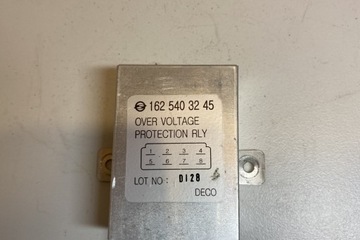 162 540 32 45
OVER VOLTAGE
PROTECTION RLY
1 2 3 4
5 6 7 8
LOT NO : D128
DECO